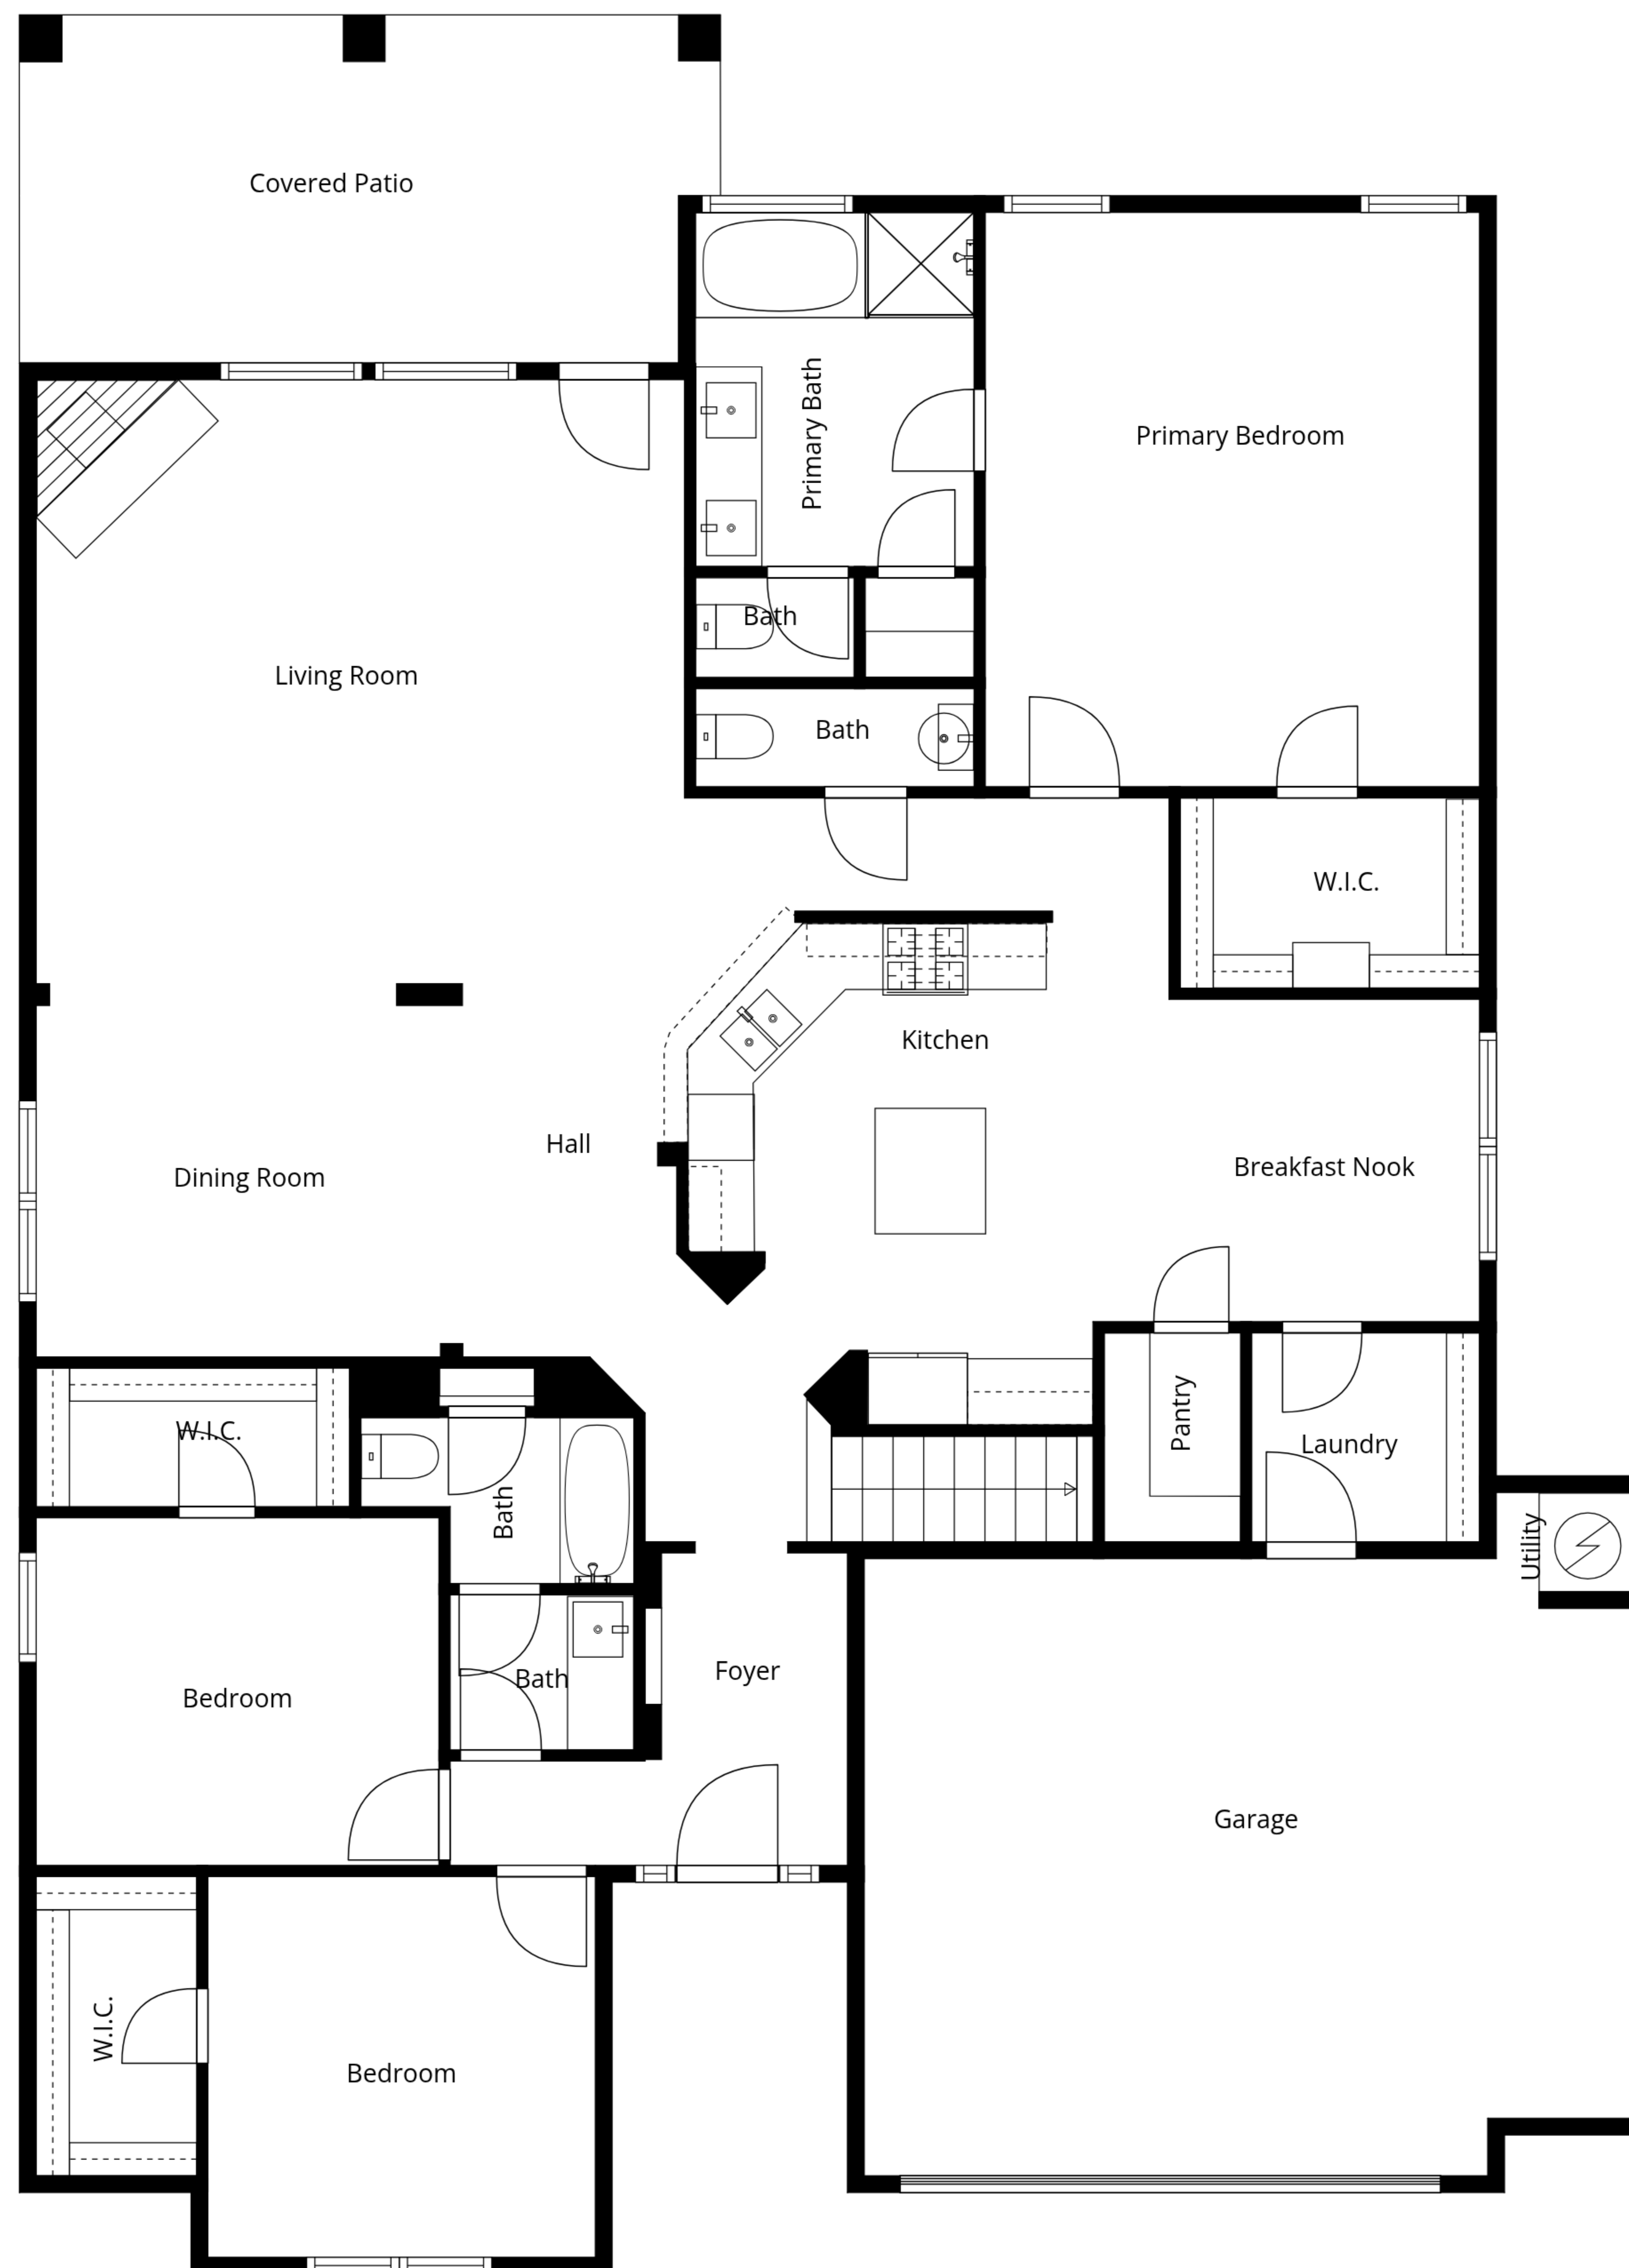 Covered Patio
Primary Bath
Primary Bedroom
Bath
Living Room
Bath
W.I.C.
Kitchen
Hall
Breakfast Nook
Dining Room
Pantry
W.I.C.
Laundry
Bath
Utility
Foyer
Bath
Bedroom
Garage
W.I.C.
Bedroom